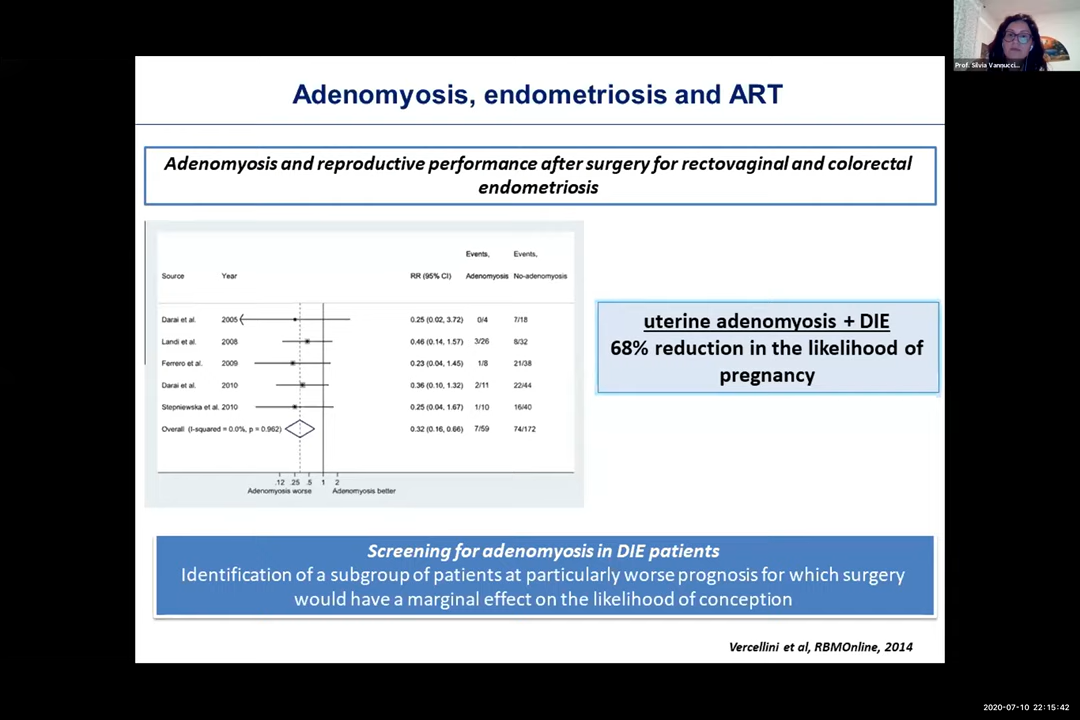 Prof. Silvia Vannucci...
Adenomyosis, endometriosis and ART
Adenomyosis and reproductive performance after surgery for rectovaginal and colorectal
endometriosis
Events, Events,
Source Year RR (95% CI) Adenomyosis No-adenomyosis
Darai et al. 2005 0.25 (0.02, 3.72) 0/4 7/18
Landi et al. 2008 0.46 (0.14, 1.57) 3/26 8/32
Ferrero et al. 2009 0.23 (0.04, 1.45) 1/8 21/38
Darai et al. 2010 0.36 (0.10, 1.32) 2/11 22/44
Stepniewska et al. 2010 0.25 (0.04, 1.67) 1/10 16/40
Overall (I-squared = 0.0%, p = 0.962) 0.32 (0.16, 0.66) 7/59 74/172
.12 .25 .5 1 2
Adenomyosis worse Adenomyosis better
uterine adenomyosis + DIE
68% reduction in the likelihood of
pregnancy
Screening for adenomyosis in DIE patients
Identification of a subgroup of patients at particularly worse prognosis for which surgery
would have a marginal effect on the likelihood of conception
Vercellini et al, RBMOnline, 2014
2020-07-10 22:15:42